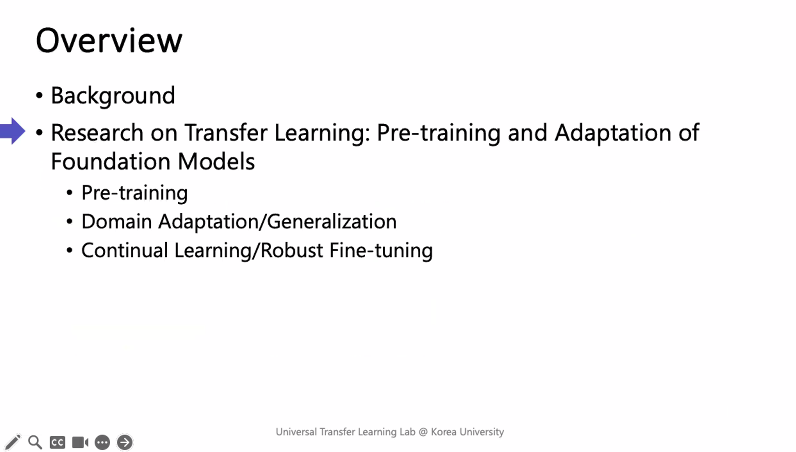 Overview
• Background
• Research on Transfer Learning: Pre-training and Adaptation of
Foundation Models
• Pre-training
• Domain Adaptation/Generalization
• Continual Learning/Robust Fine-tuning
Universal Transfer Learning Lab @ Korea University
CC